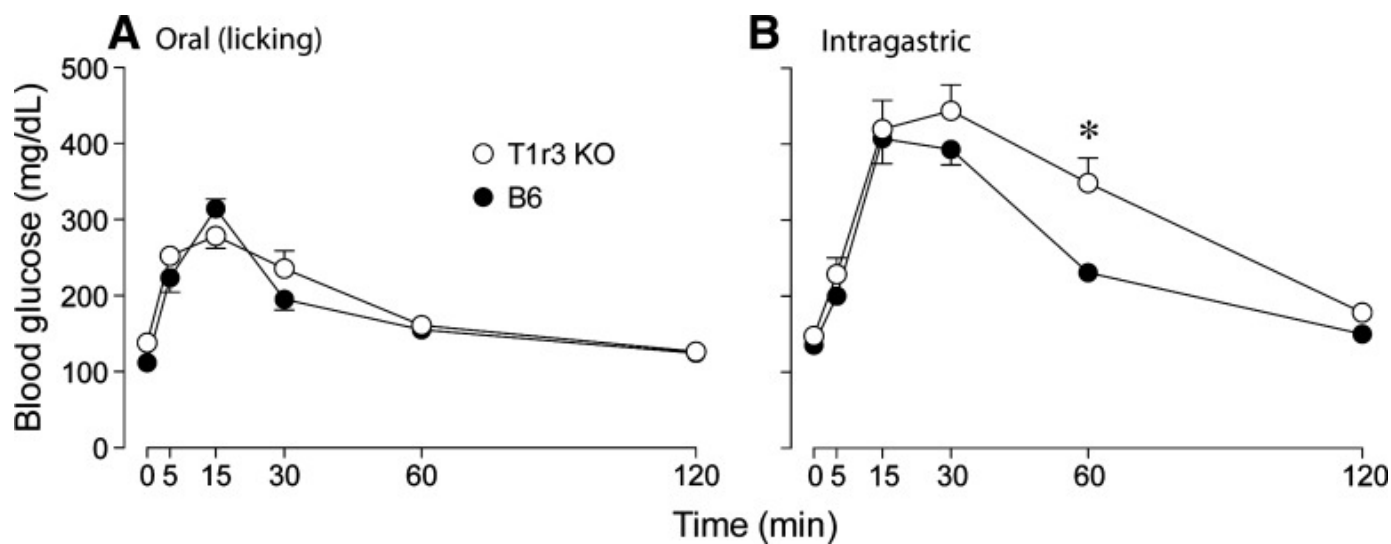 A Oral (licking)
B Intragastric
Blood glucose (mg/dL)
500
400
300
200
100
0
T1r3 KO
B6
*
0 5 15 30 60 120
0 5 15 30 60 120
Time (min)